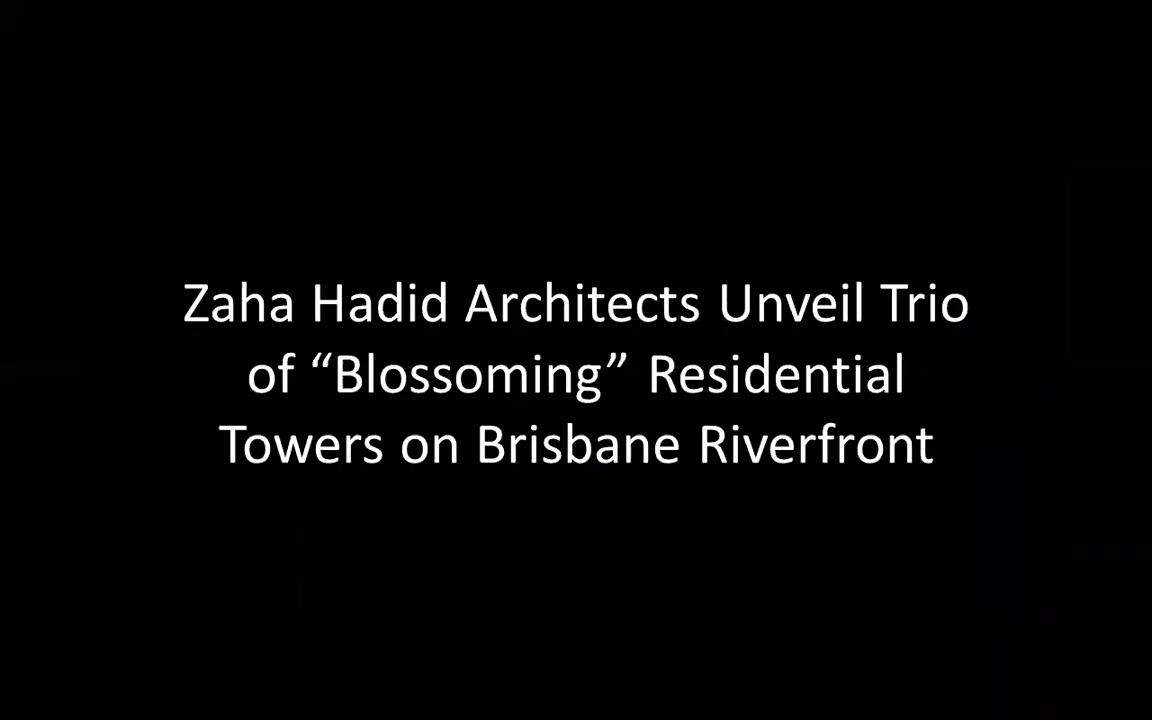 Zaha Hadid Architects Unveil Trio
of “Blossoming” Residential
Towers on Brisbane Riverfront